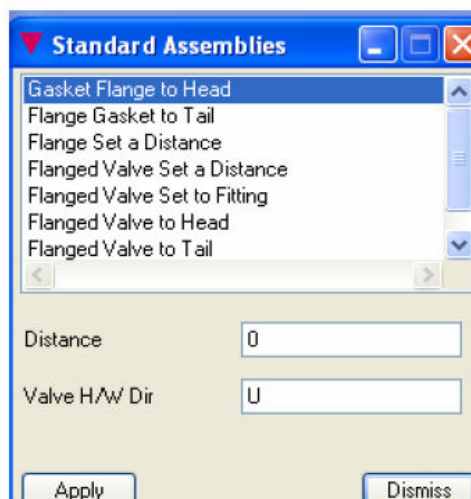 Standard Assemblies
Gasket Flange to Head
Flange Gasket to Tail
Flange Set a Distance
Flanged Valve Set a Distance
Flanged Valve Set to Fitting
Flanged Valve to Head
Flanged Valve to Tail
Distance 0
Valve H/W Dir U
Apply Dismiss